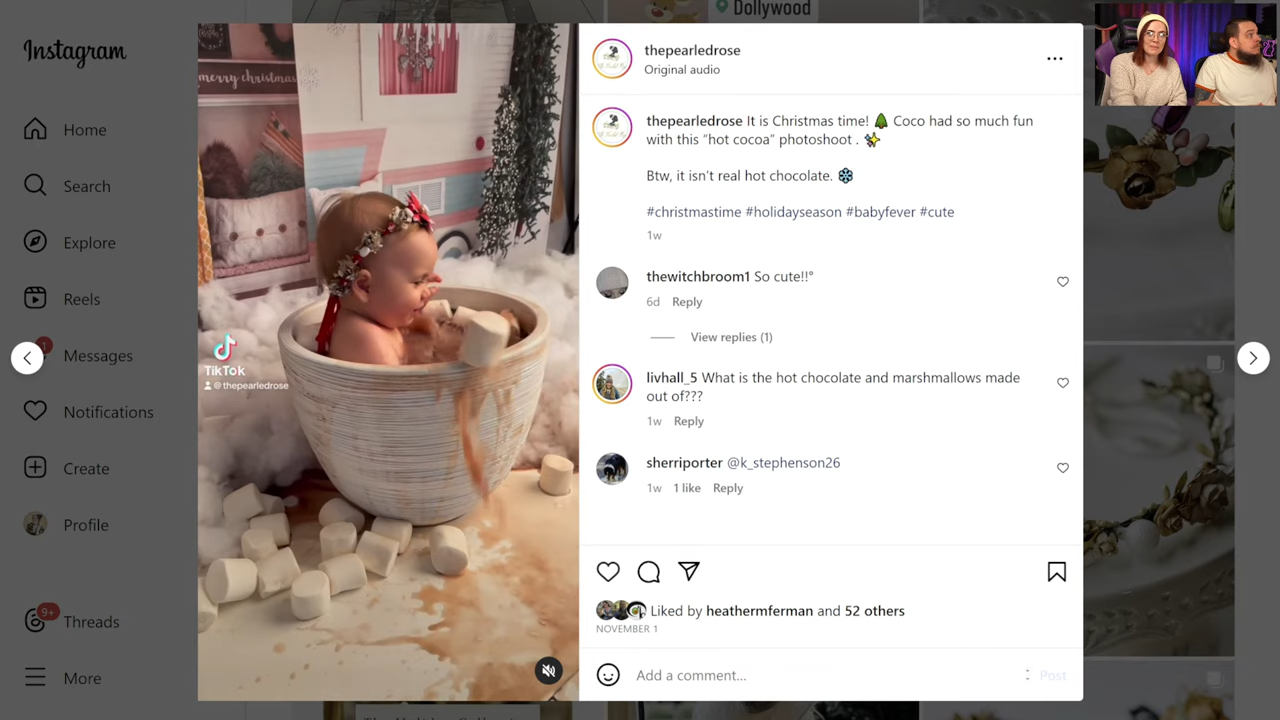 Dollywood
Instagram
Home
Search
Explore
Reels
1
Messages
Notifications
Create
Profile
9+
Threads
More
merry christmas
TikTok
@thepearledrose
thepearledrose
Original audio
thepearledrose It is Christmas time! 🌲 Coco had so much fun
with this “hot cocoa” photoshoot . ✨
Btw, it isn’t real hot chocolate. ❄️
#christmastime #holidayseason #babyfever #cute
1w
thewitchbroom1 So cute!!°
6d Reply
View replies (1)
livhall_5 What is the hot chocolate and marshmallows made
out of???
1w Reply
sherriporter @k_stephenson26
1w 1 like Reply
Liked by heathermferman and 52 others
NOVEMBER 1
Add a comment...
Post